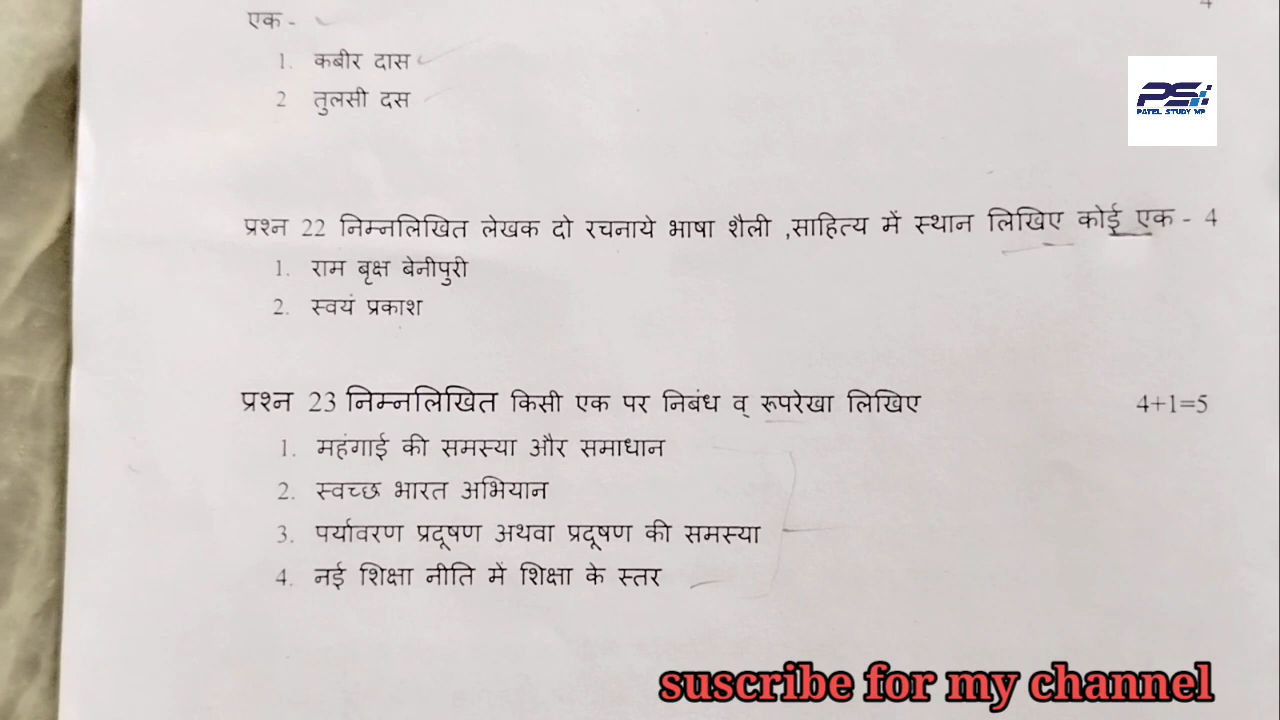 4
एक -
1. कबीर दास
2 तुलसी दस
PS
PATEL STUDY MP
प्रश्न 22 निम्नलिखित लेखक दो रचनाये भाषा शैली ,साहित्य में स्थान लिखिए कोई एक - 4
1. राम बृक्ष बेनीपुरी
2. स्वयं प्रकाश
प्रश्न 23 निम्नलिखित किसी एक पर निबंध व् रूपरेखा लिखिए 4+1=5
1. महंगाई की समस्या और समाधान
2. स्वच्छ भारत अभियान
3. पर्यावरण प्रदूषण अथवा प्रदूषण की समस्या
4. नई शिक्षा नीति में शिक्षा के स्तर
suscribe for my channel